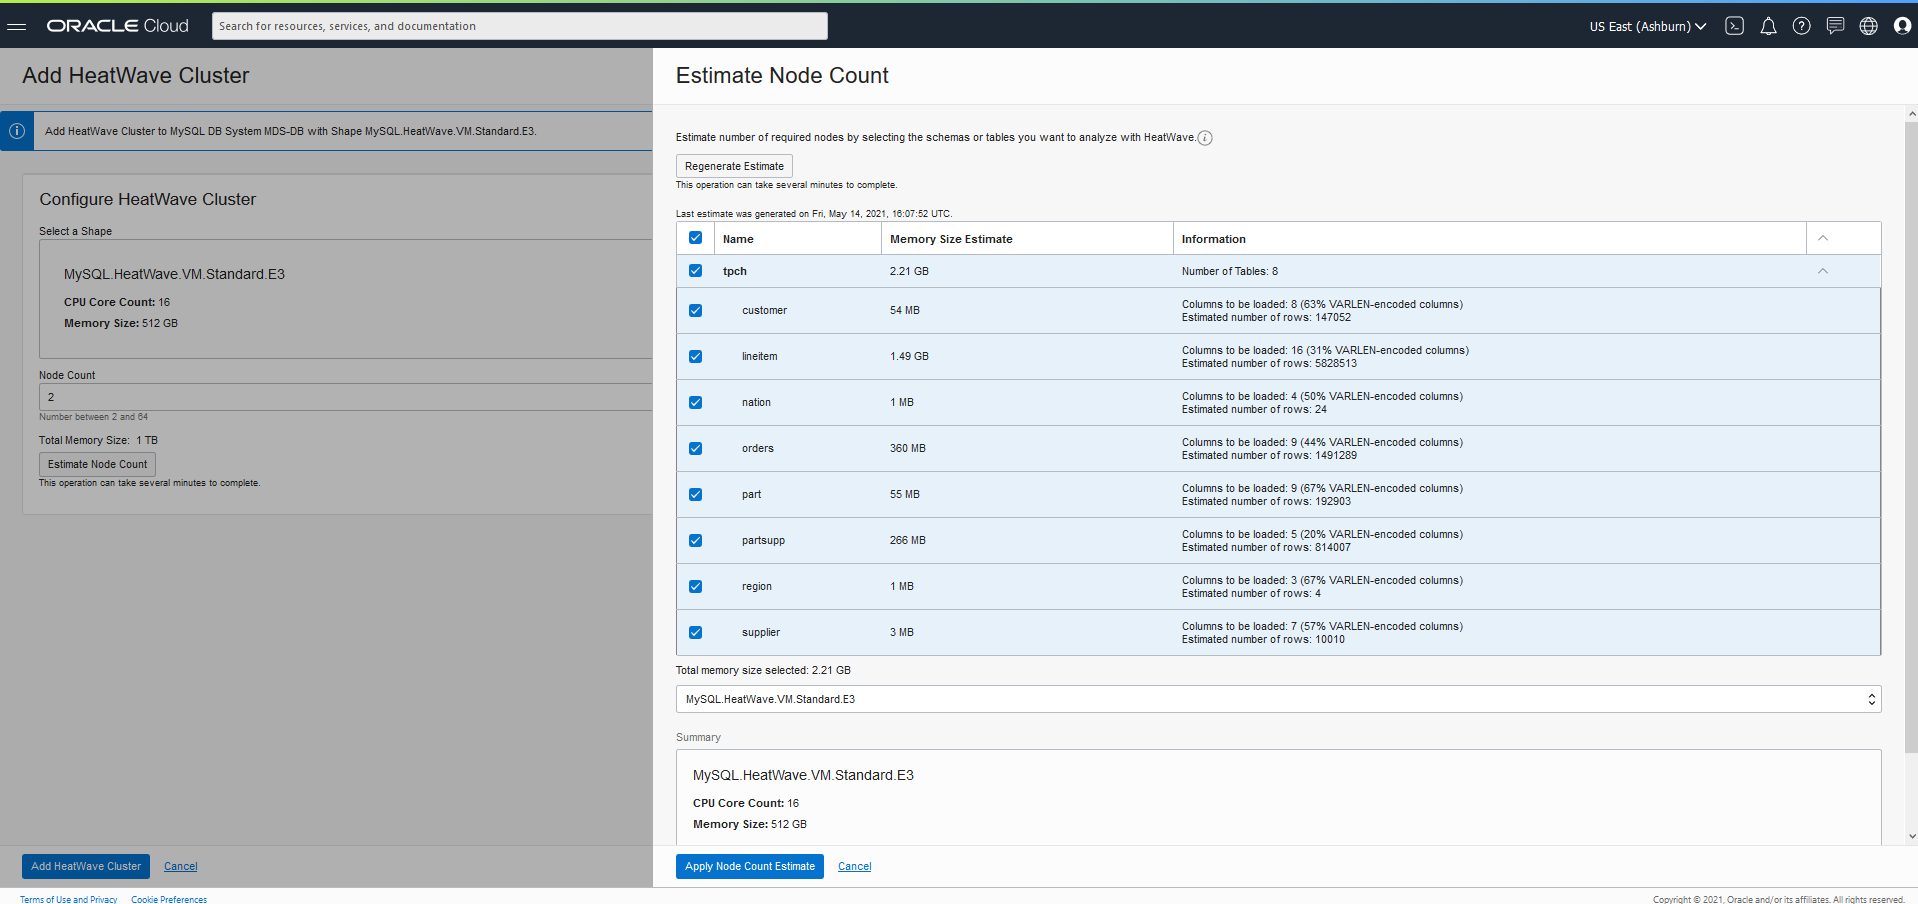 ORACLE Cloud
Search for resources, services, and documentation
US East (Ashburn)
Add HeatWave Cluster
Add HeatWave Cluster to MySQL DB System MDS-DB with Shape MySQL.HeatWave.VM.Standard.E3.
Configure HeatWave Cluster
Select a Shape
MySQL.HeatWave.VM.Standard.E3
CPU Core Count: 16
Memory Size: 512 GB
Node Count
2
Number between 2 and 64
Total Memory Size: 1 TB
Estimate Node Count
This operation can take several minutes to complete.
Add HeatWave Cluster Cancel
Estimate Node Count
Estimate number of required nodes by selecting the schemas or tables you want to analyze with HeatWave.
Regenerate Estimate
This operation can take several minutes to complete.
Last estimate was generated on Fri, May 14, 2021, 16:07:52 UTC.
Name Memory Size Estimate Information
tpch 2.21 GB Number of Tables: 8
customer 54 MB Columns to be loaded: 8 (63% VARLEN-encoded columns)
Estimated number of rows: 147052
lineitem 1.49 GB Columns to be loaded: 16 (31% VARLEN-encoded columns)
Estimated number of rows: 5828513
nation 1 MB Columns to be loaded: 4 (50% VARLEN-encoded columns)
Estimated number of rows: 24
orders 360 MB Columns to be loaded: 9 (44% VARLEN-encoded columns)
Estimated number of rows: 1491289
part 55 MB Columns to be loaded: 9 (67% VARLEN-encoded columns)
Estimated number of rows: 192903
partsupp 266 MB Columns to be loaded: 5 (20% VARLEN-encoded columns)
Estimated number of rows: 814007
region 1 MB Columns to be loaded: 3 (67% VARLEN-encoded columns)
Estimated number of rows: 4
supplier 3 MB Columns to be loaded: 7 (57% VARLEN-encoded columns)
Estimated number of rows: 10010
Total memory size selected: 2.21 GB
MySQL.HeatWave.VM.Standard.E3
Summary
MySQL.HeatWave.VM.Standard.E3
CPU Core Count: 16
Memory Size: 512 GB
Apply Node Count Estimate Cancel
Terms of Use and Privacy Cookie Preferences
Copyright © 2021, Oracle and/or its affiliates. All rights reserved.